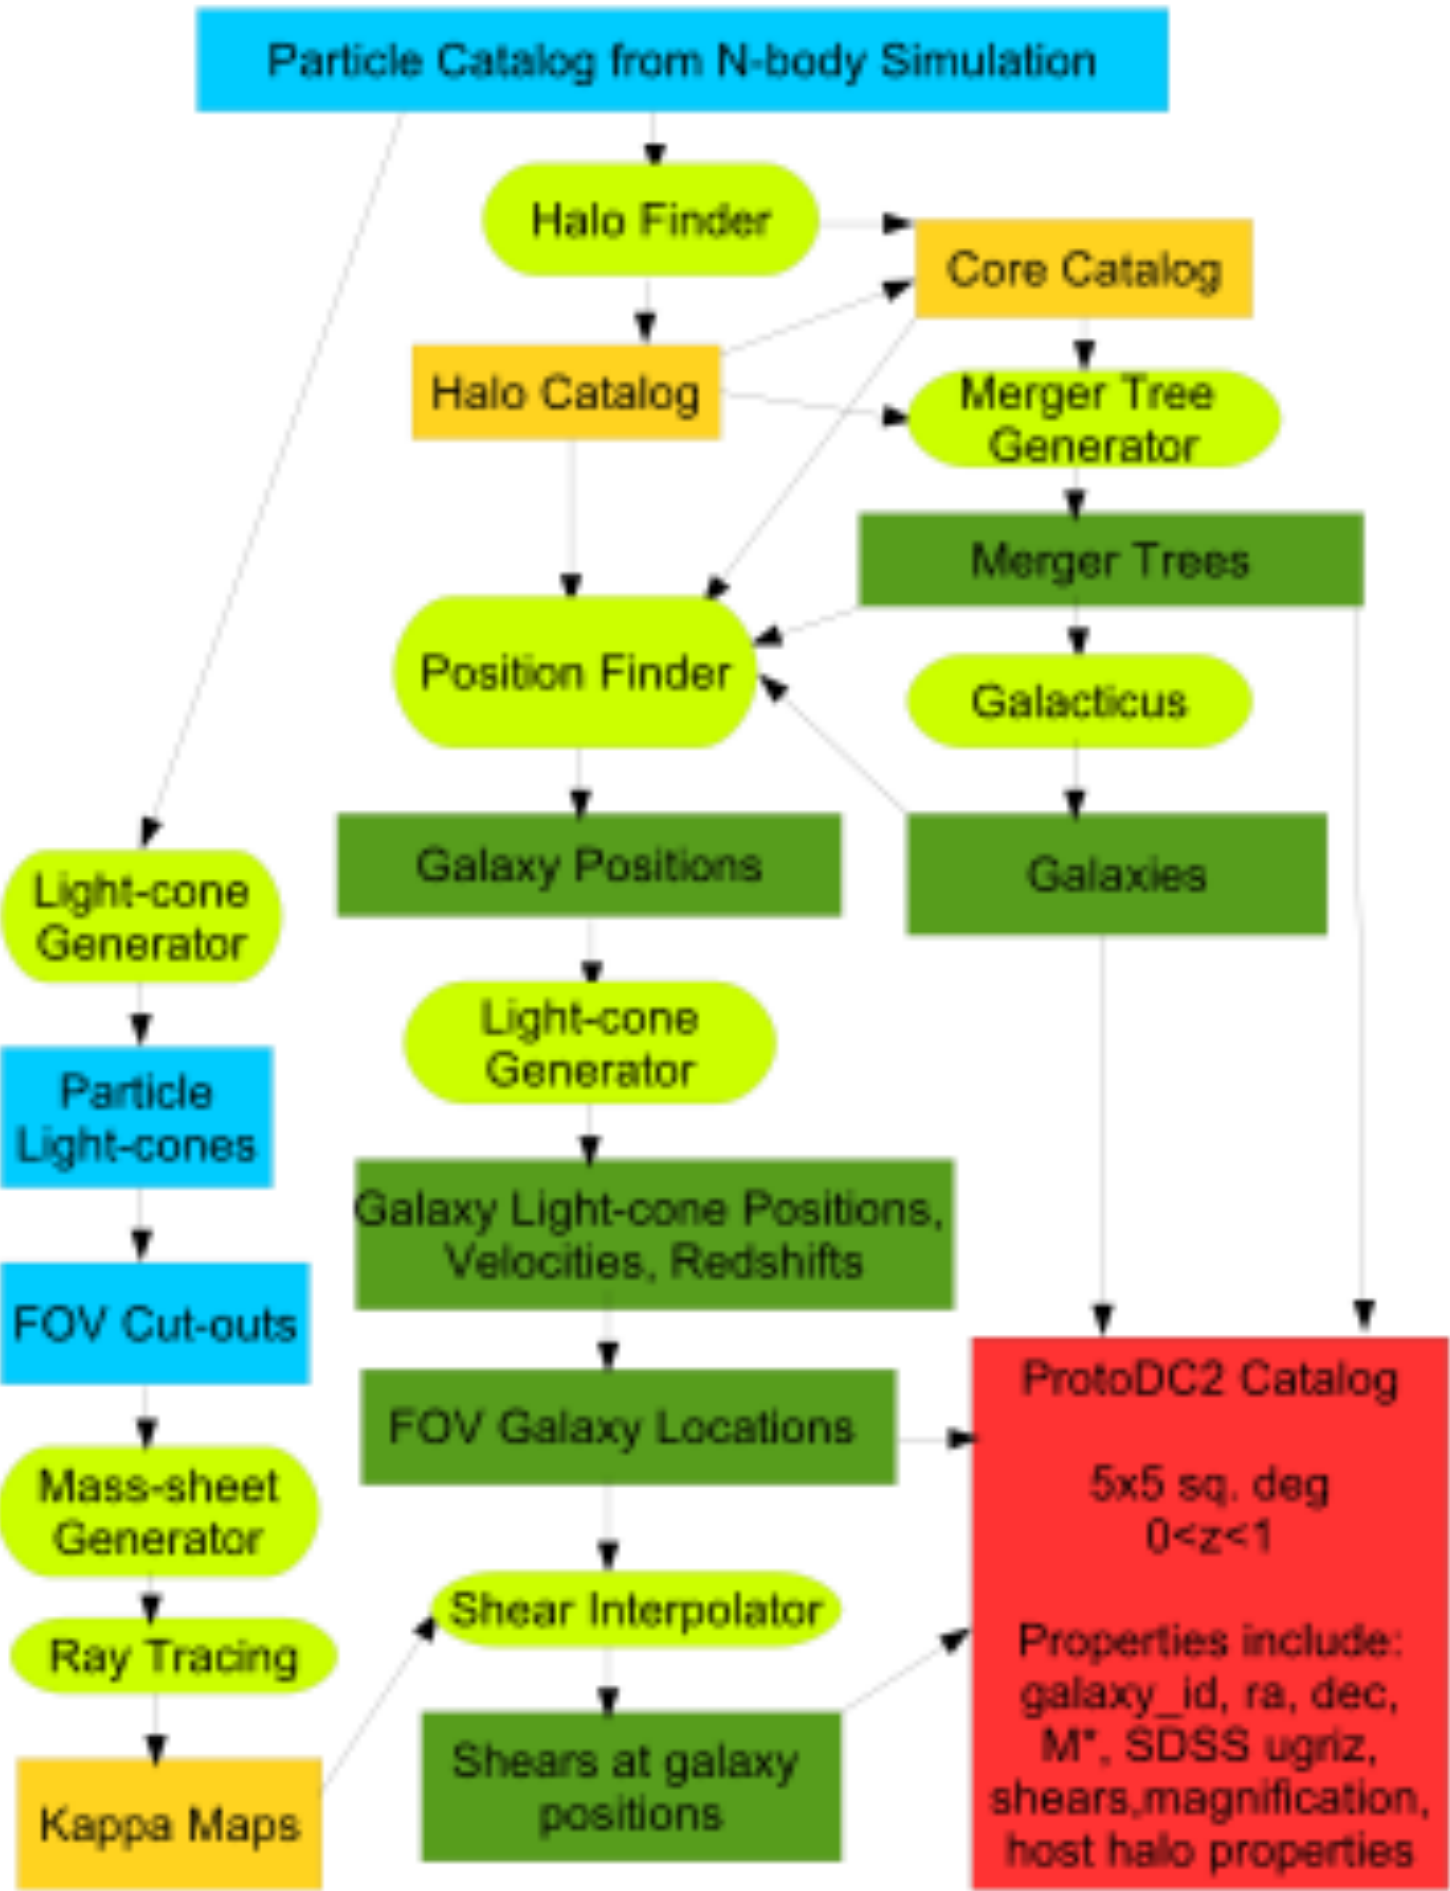 Particle Catalog from N-body Simulation
Halo Finder
Core Catalog
Halo Catalog
Merger Tree
Generator
Merger Trees
Position Finder
Galacticus
Galaxy Positions
Galaxies
Light-cone
Generator
Light-cone
Generator
Particle
Light-cones
Galaxy Light-cone Positions,
Velocities, Redshifts
FOV Cut-outs
FOV Galaxy Locations
Mass-sheet
Generator
Ray Tracing
Shear Interpolator
Kappa Maps
Shears at galaxy
positions
ProtoDC2 Catalog
5x5 sq. deg
0<z<1
Properties include:
galaxy_id, ra, dec,
M*, SDSS ugriz,
shears,magnification,
host halo properties